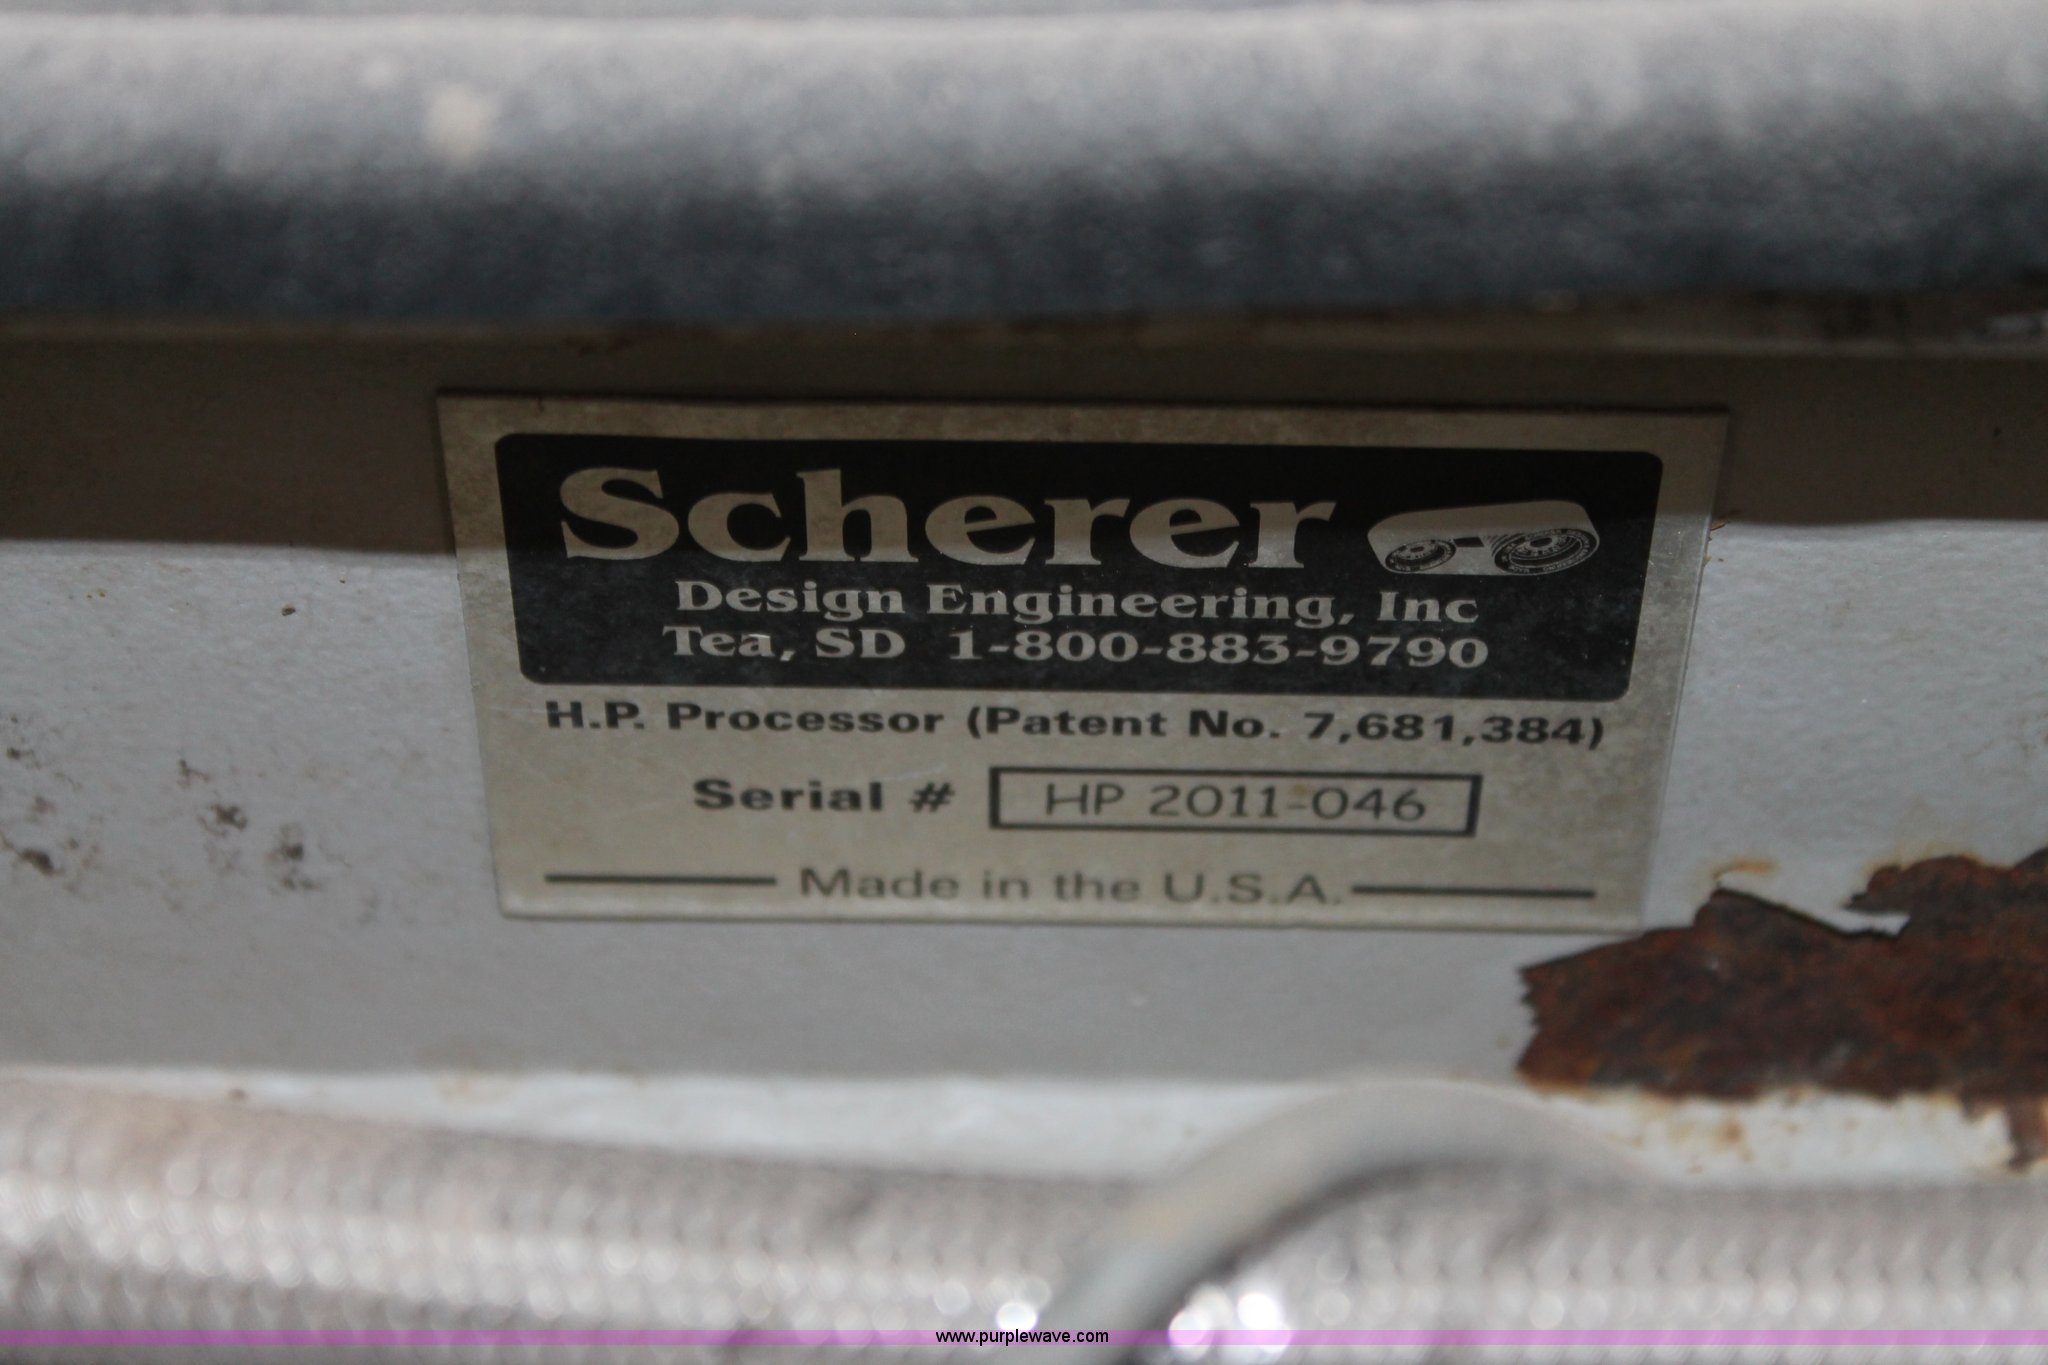 Scherer
Design Engineering, Inc
Tea, SD 1-800-883-9790
H.P. Processor (Patent No. 7,681,384)
Serial # HP 2011-046
Made in the U.S.A.
www.purplewave.com